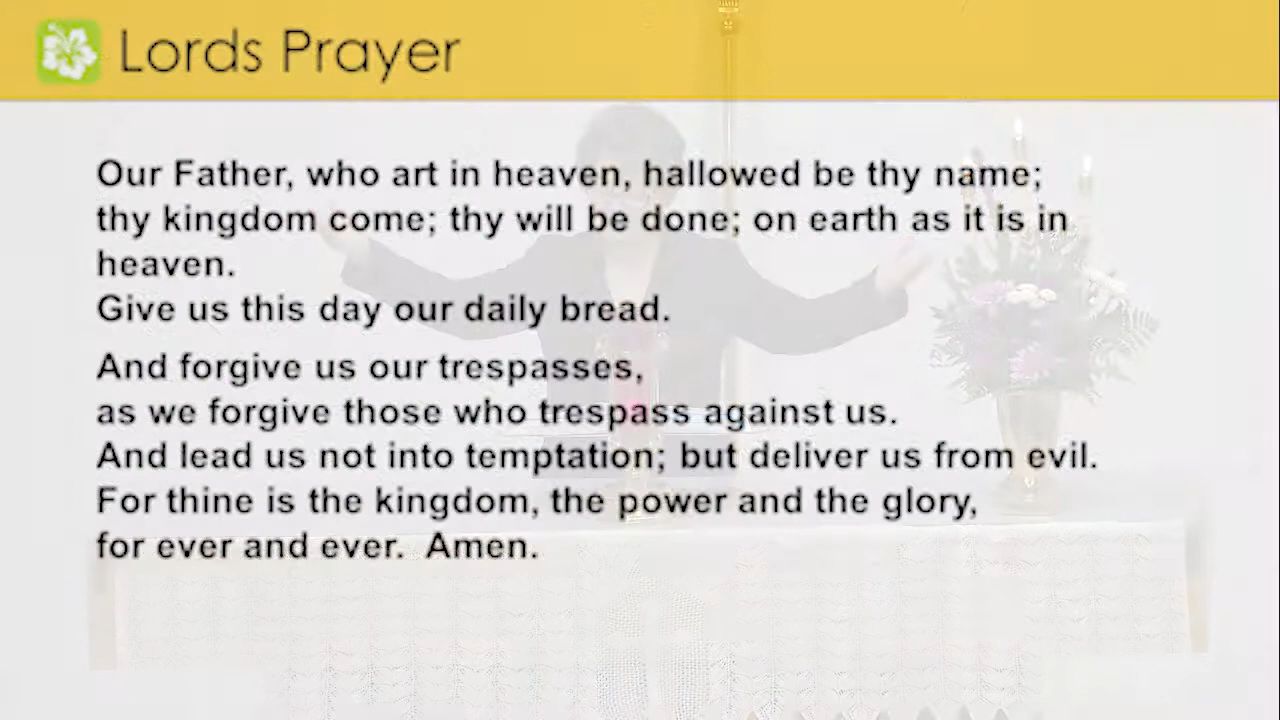 Lords Prayer
Our Father, who art in heaven, hallowed be thy name;
thy kingdom come; thy will be done; on earth as it is in
heaven.
Give us this day our daily bread.
And forgive us our trespasses,
as we forgive those who trespass against us.
And lead us not into temptation; but deliver us from evil.
For thine is the kingdom, the power and the glory,
for ever and ever.  Amen.